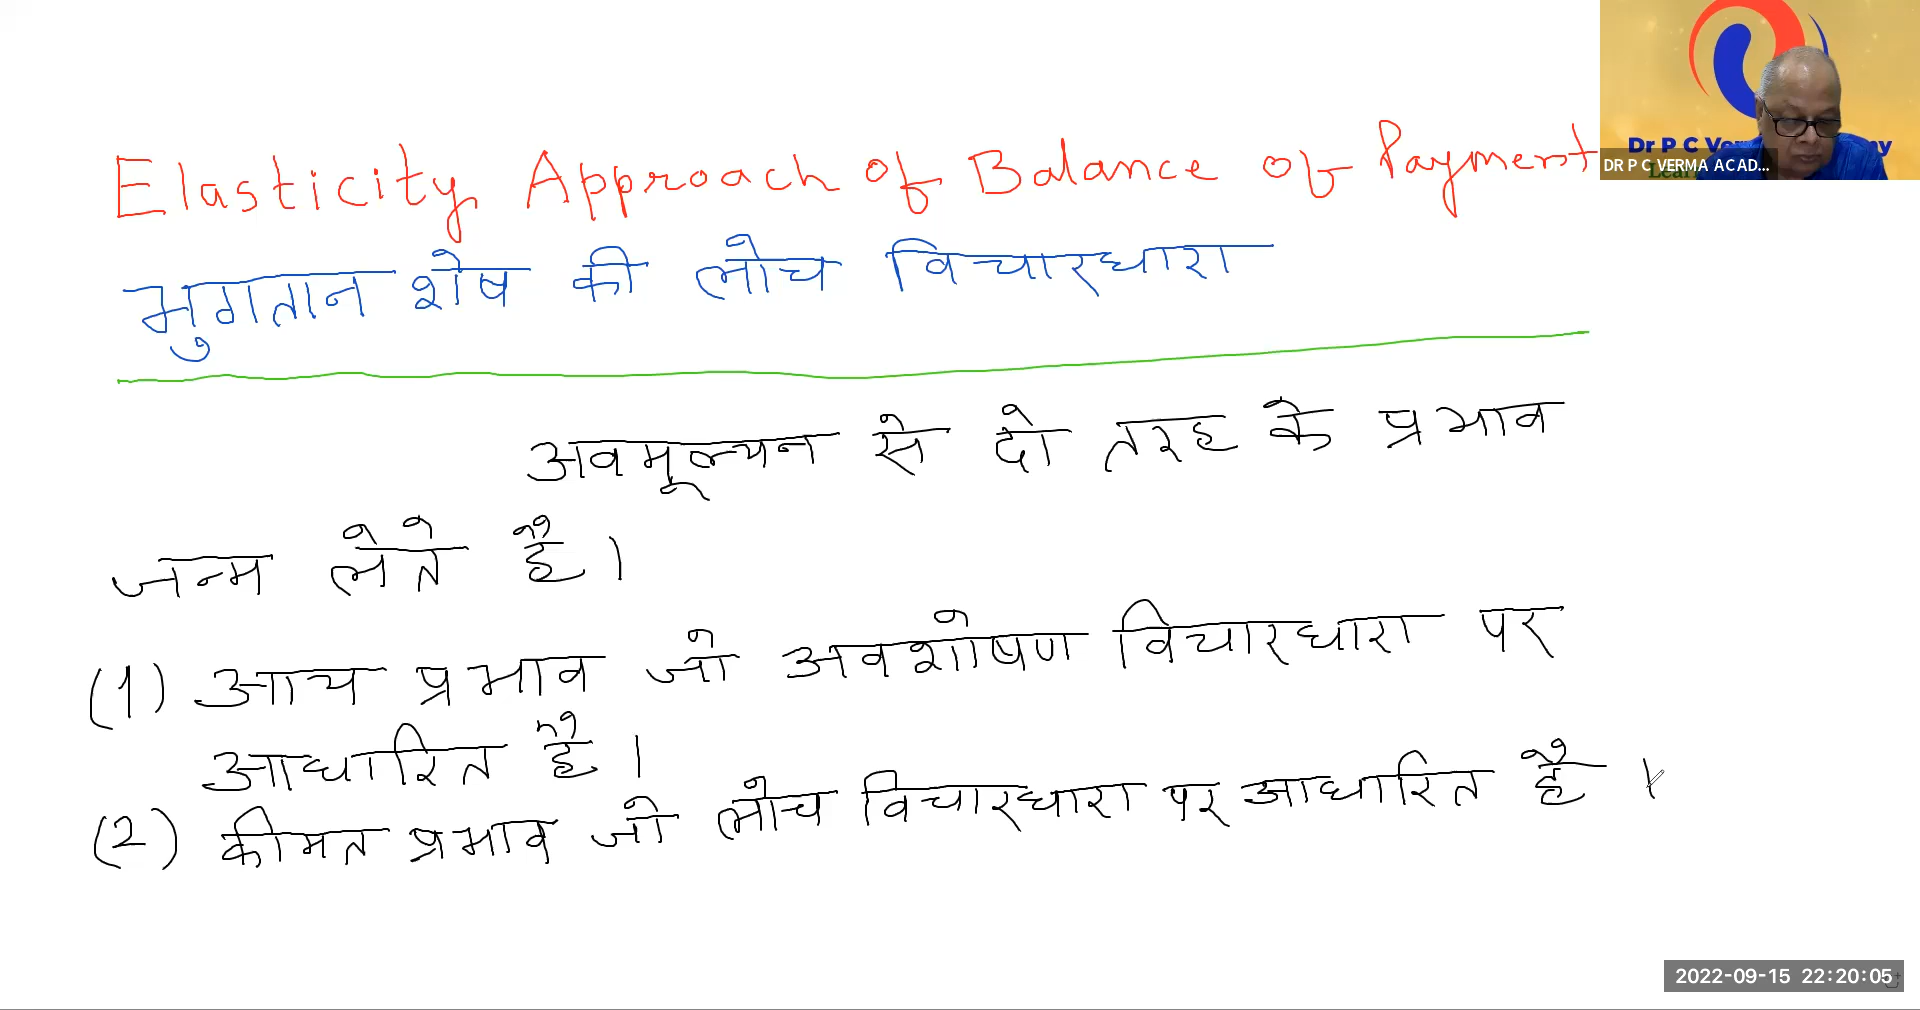 Elasticity Approach of Balance of Payment
भुगतान शेष की लोच विचारधारा
अवमूल्यन से दो तरह के प्रभाव
जन्म लेते है।
(1) आय प्रभाव जो अवशोषण विचारधारा पर
आधारित है।
(2) कीमत प्रभाव जो लोच विचारधारा पर आधारित है।
Dr P C
DR P C VERMA ACAD...
2022-09-15 22:20:05